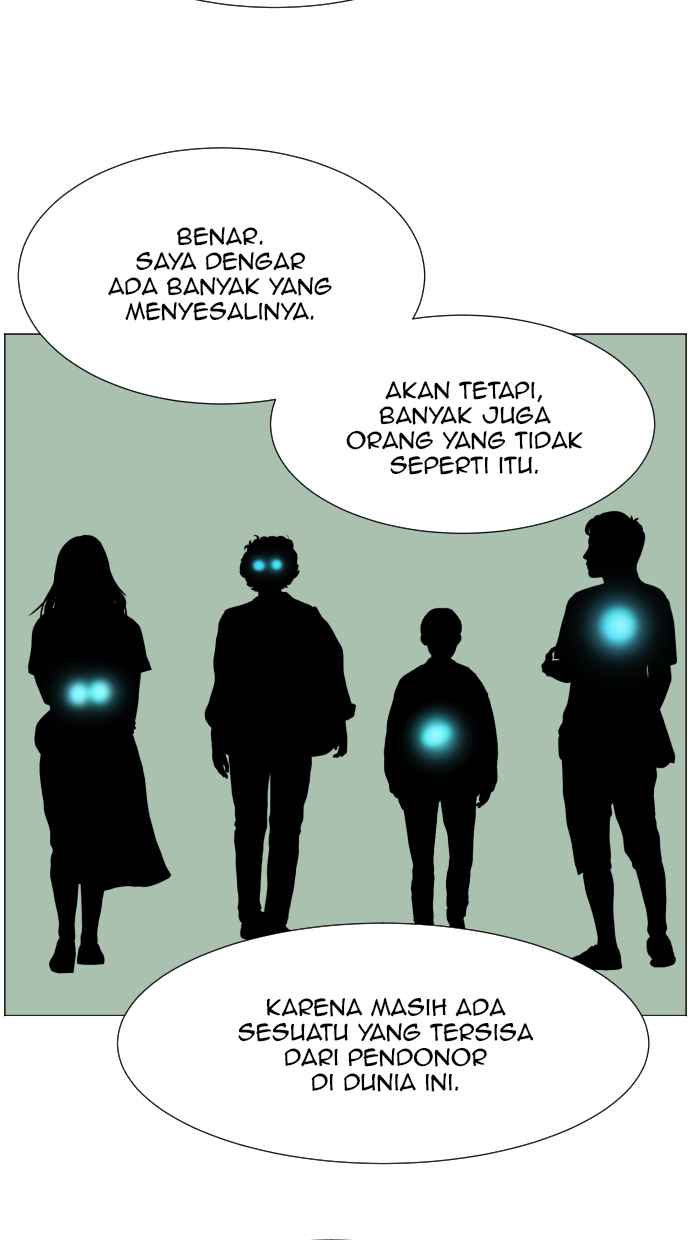 BENAR.
SAYA DENGAR
ADA BANYAK YANG
MENYESALINYA.
AKAN TETAPI,
BANYAK JUGA
ORANG YANG TIDAK
SEPERTI ITU.
KARENA MASIH ADA
SESUATU YANG TERSISA
DARI PENDONOR
DI DUNIA INI.